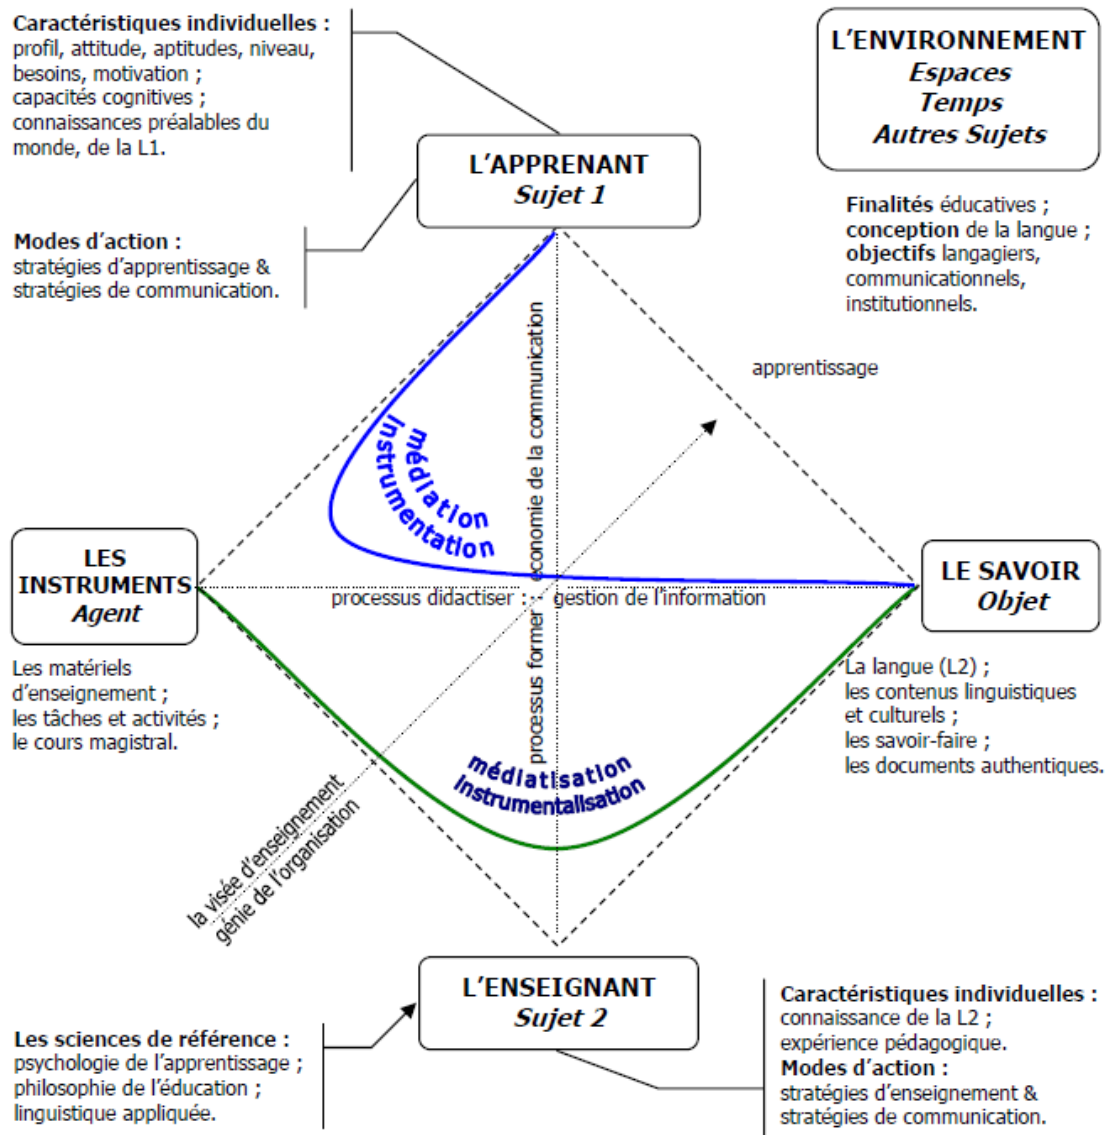 Caractéristiques individuelles :
profil, attitude, aptitudes, niveau,
besoins, motivation ;
capacités cognitives ;
connaissances préalables du
monde, de la L1.
L'ENVIRONNEMENT
Espaces
Temps
Autres Sujets
L'APPRENANT
Sujet 1
Finalités éducatives ;
conception de la langue ;
objectifs langagiers,
communicationnels,
institutionnels.
Modes d'action :
stratégies d'apprentissage &
stratégies de communication.
apprentissage
processus former : - economie de la communication
médiation
instrumentation
LES
INSTRUMENTS
Agent
processus didactiser : - gestion de l'information
LE SAVOIR
Objet
Les matériels
d'enseignement ;
les tâches et activités ;
le cours magistral.
La langue (L2) ;
les contenus linguistiques
et culturels ;
les savoir-faire ;
les documents authentiques.
médiatisation
instrumentalisation
la visée d'enseignement
génie de l'organisation
L'ENSEIGNANT
Sujet 2
Les sciences de référence :
psychologie de l'apprentissage ;
philosophie de l'éducation ;
linguistique appliquée.
Caractéristiques individuelles :
connaissance de la L2 ;
expérience pédagogique.
Modes d'action :
stratégies d'enseignement &
stratégies de communication.